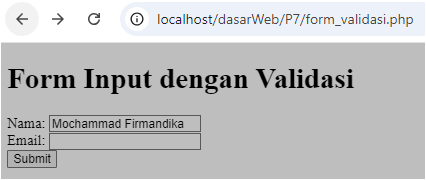 localhost/dasarWeb/P7/form_validasi.php
Form Input dengan Validasi
Nama: Mochammad Firmandika
Email:
Submit